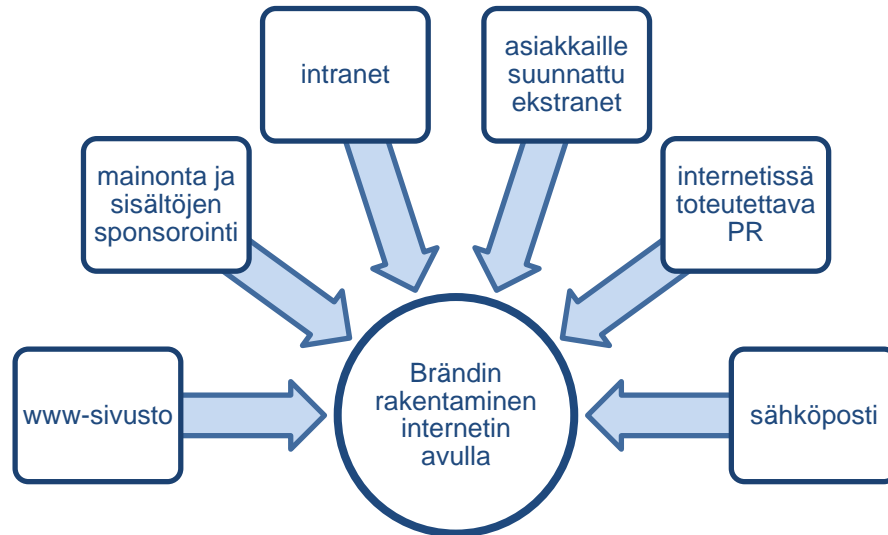 intranet
asiakkaille
suunnattu
ekstranet
mainonta ja
sisältöjen
sponsorointi
internetissä
toteutettava
PR
www-sivusto
Brändin
rakentaminen
internetin
avulla
sähköposti